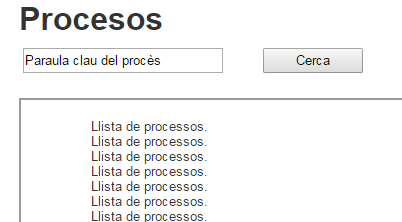 Procesos
Paraula clau del procès
Cerca
Llista de processos.
Llista de processos.
Llista de processos.
Llista de processos.
Llista de processos.
Llista de processos.
Llista de processos.